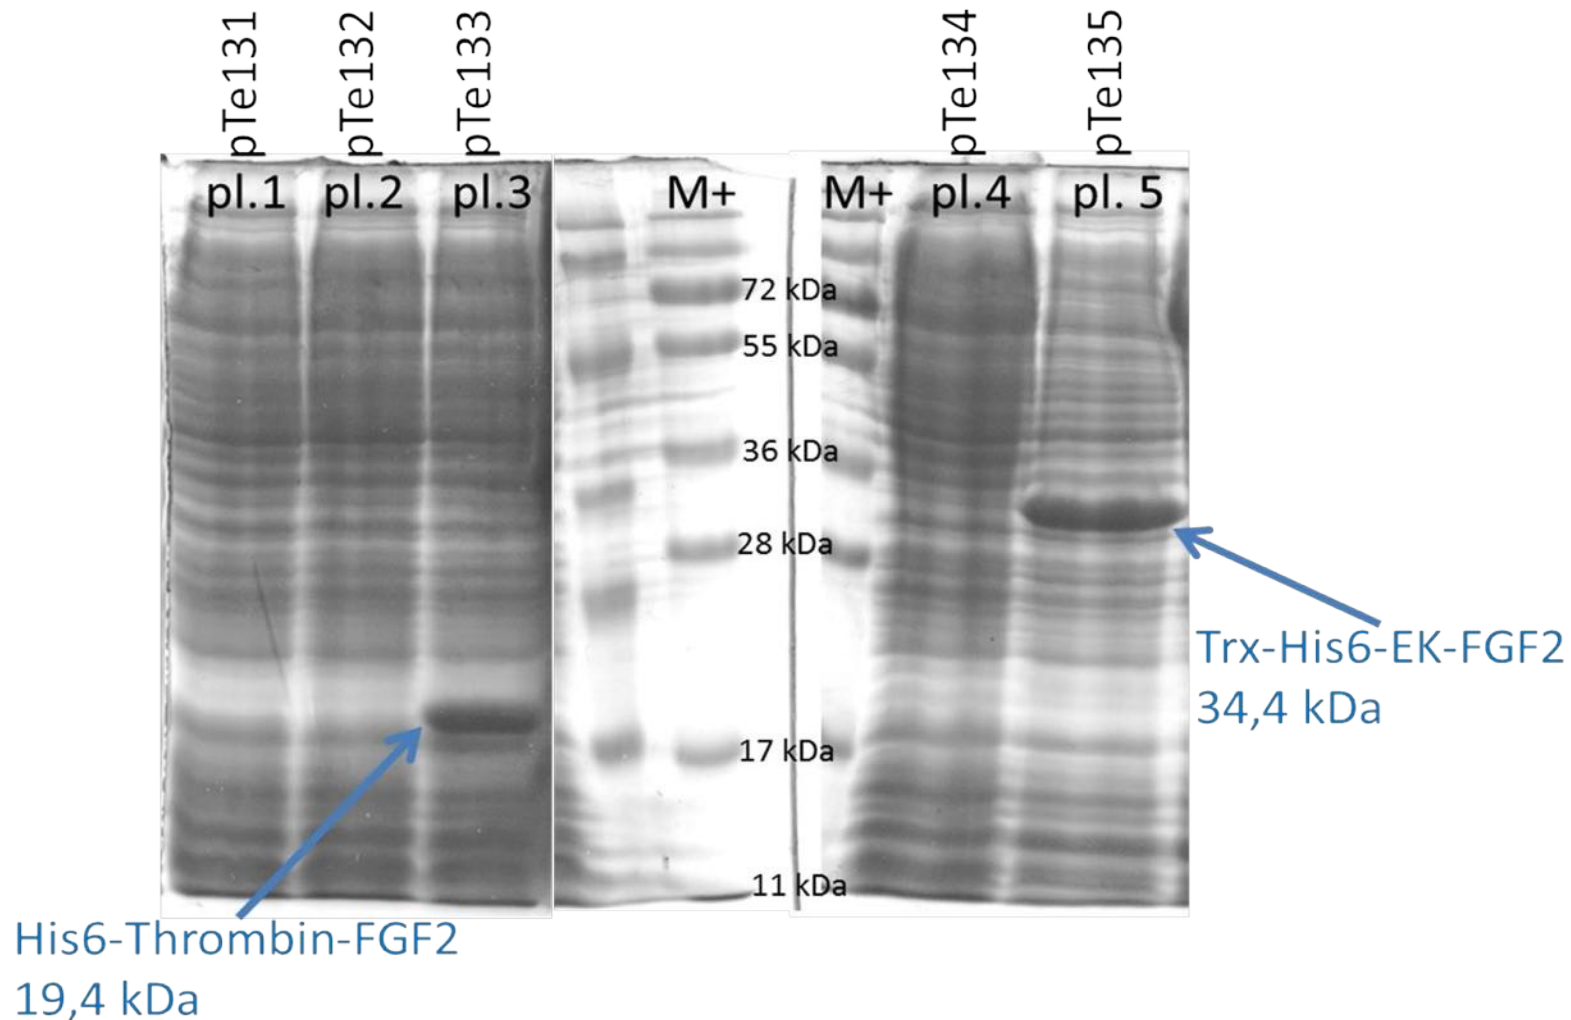 pTe131
pTe132
pTe133
pTe134
pTe135
pl.1
pl.2
pl.3
M+
M+
pl.4
pl. 5
72 kDa
55 kDa
36 kDa
28 kDa
17 kDa
11 kDa
Trx-His6-EK-FGF2
34,4 kDa
His6-Thrombin-FGF2
19,4 kDa